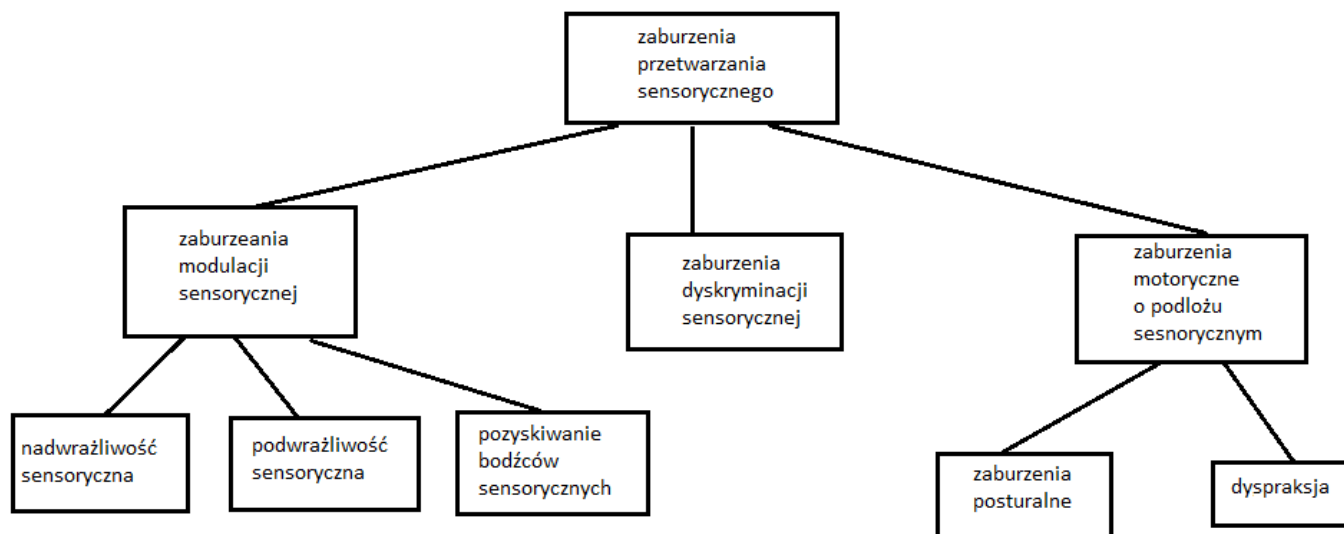 zaburzenia
przetwarzania
sensorycznego
zaburzeania
modulacji
sensorycznej
zaburzenia
dyskryminacji
sensorycznej
zaburzenia
motoryczne
o podlożu
sesnorycznym
nadwrażliwość
sensoryczna
podwrażliwość
sensoryczna
pozyskiwanie
bodźców
sensorycznych
zaburzenia
posturalne
dyspraksja